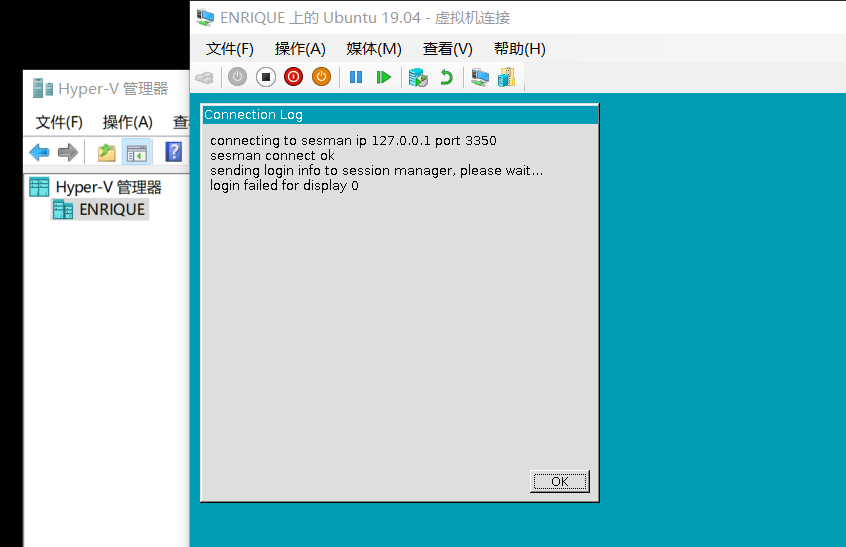 ENRIQUE 上的 Ubuntu 19.04 - 虚拟机连接
文件(F) 操作(A) 媒体(M) 查看(V) 帮助(H)
Hyper-V 管理器
文件(F) 操作(A) 查
Hyper-V 管理器
ENRIQUE
Connection Log
connecting to sesman ip 127.0.0.1 port 3350
sesman connect ok
sending login info to session manager, please wait...
login failed for display 0
OK